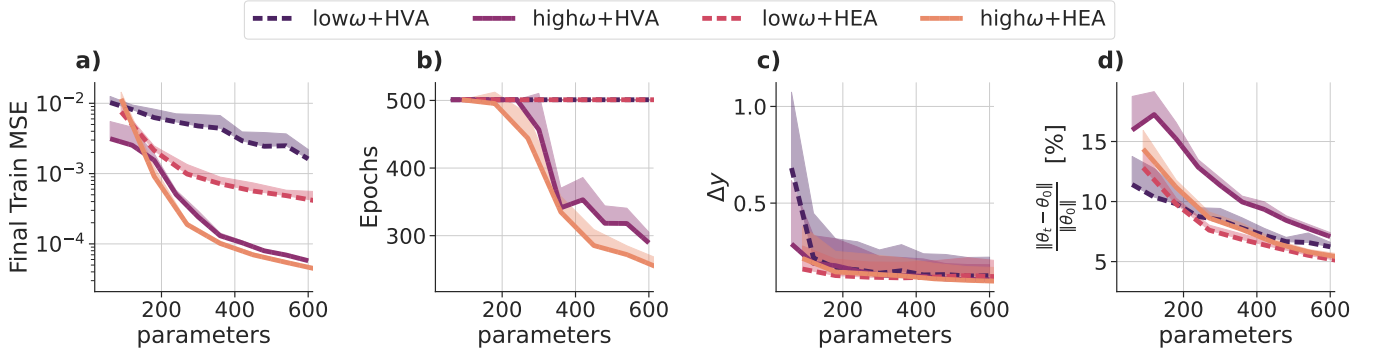 lowω+HVA highω+HVA lowω+HEA highω+HEA
a) b) c) d)
Final Train MSE
10⁻²
10⁻³
10⁻⁴
200 400 600
parameters
Epochs
500
400
300
200 400 600
parameters
Δy
1.0
0.5
200 400 600
parameters
‖θt − θ0‖ / ‖θ0‖ [%]
15
10
5
200 400 600
parameters